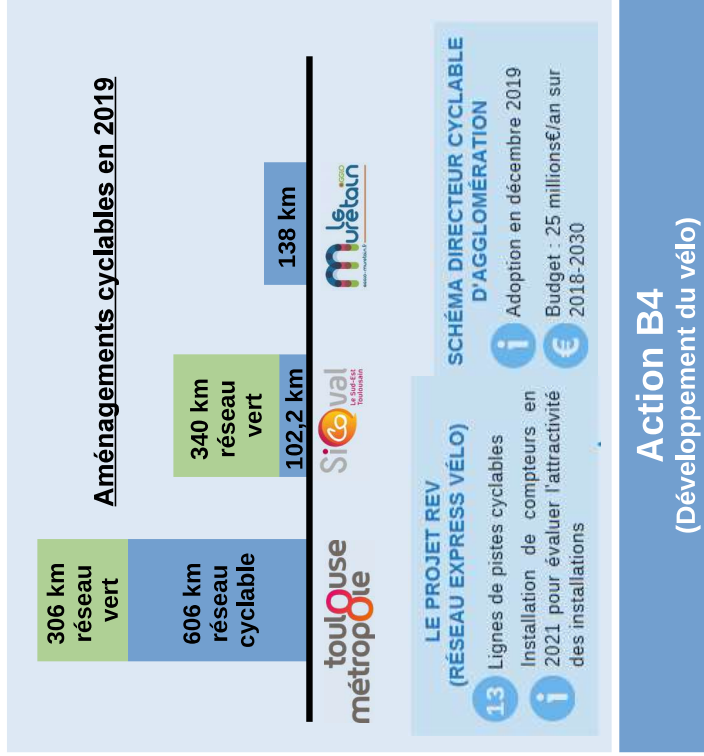 Aménagements cyclables en 2019
306 km
réseau
vert
606 km
réseau
cyclable
340 km
réseau
vert
102,2 km
138 km
toulouse
métropole
Sicoval
Le Sud-Est
Toulousain
le
muretain
AGGLO
LE PROJET REV
(RÉSEAU EXPRESS VÉLO)
13 Lignes de pistes cyclables
i Installation de compteurs en
2021 pour évaluer l'attractivité
des installations
SCHÉMA DIRECTEUR CYCLABLE
D'AGGLOMÉRATION
i Adoption en décembre 2019
€ Budget : 25 millions€/an sur
2018-2030
Action B4
(Développement du vélo)